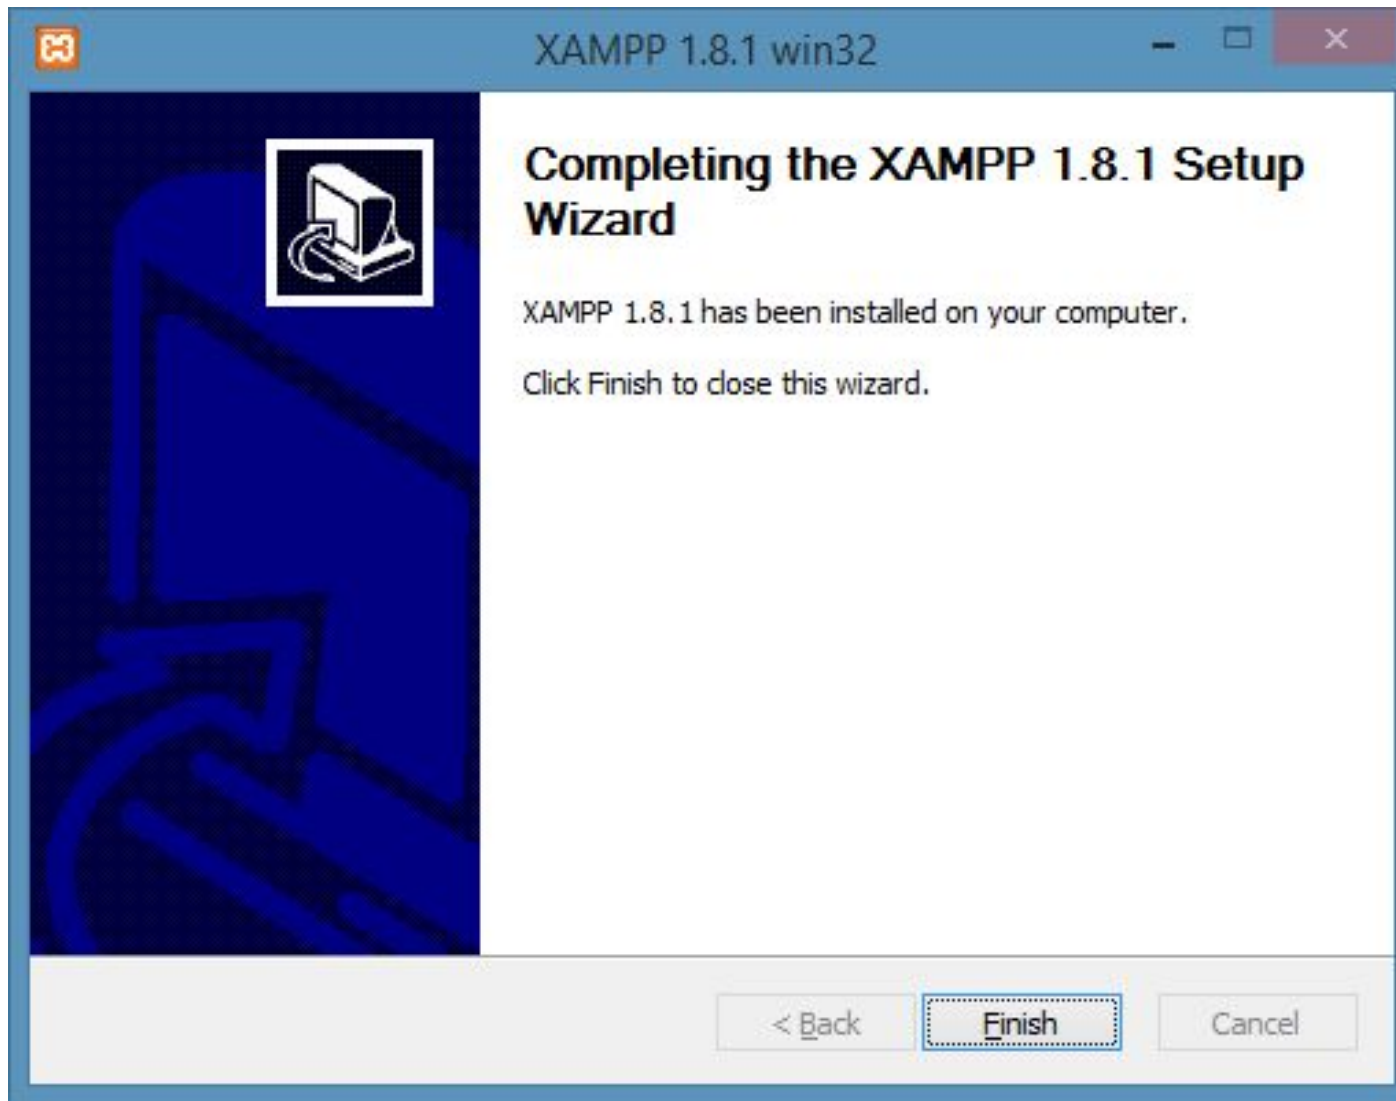 XAMPP 1.8.1 win32
Completing the XAMPP 1.8.1 Setup
Wizard
XAMPP 1.8.1 has been installed on your computer.
Click Finish to close this wizard.
< Back
Finish
Cancel